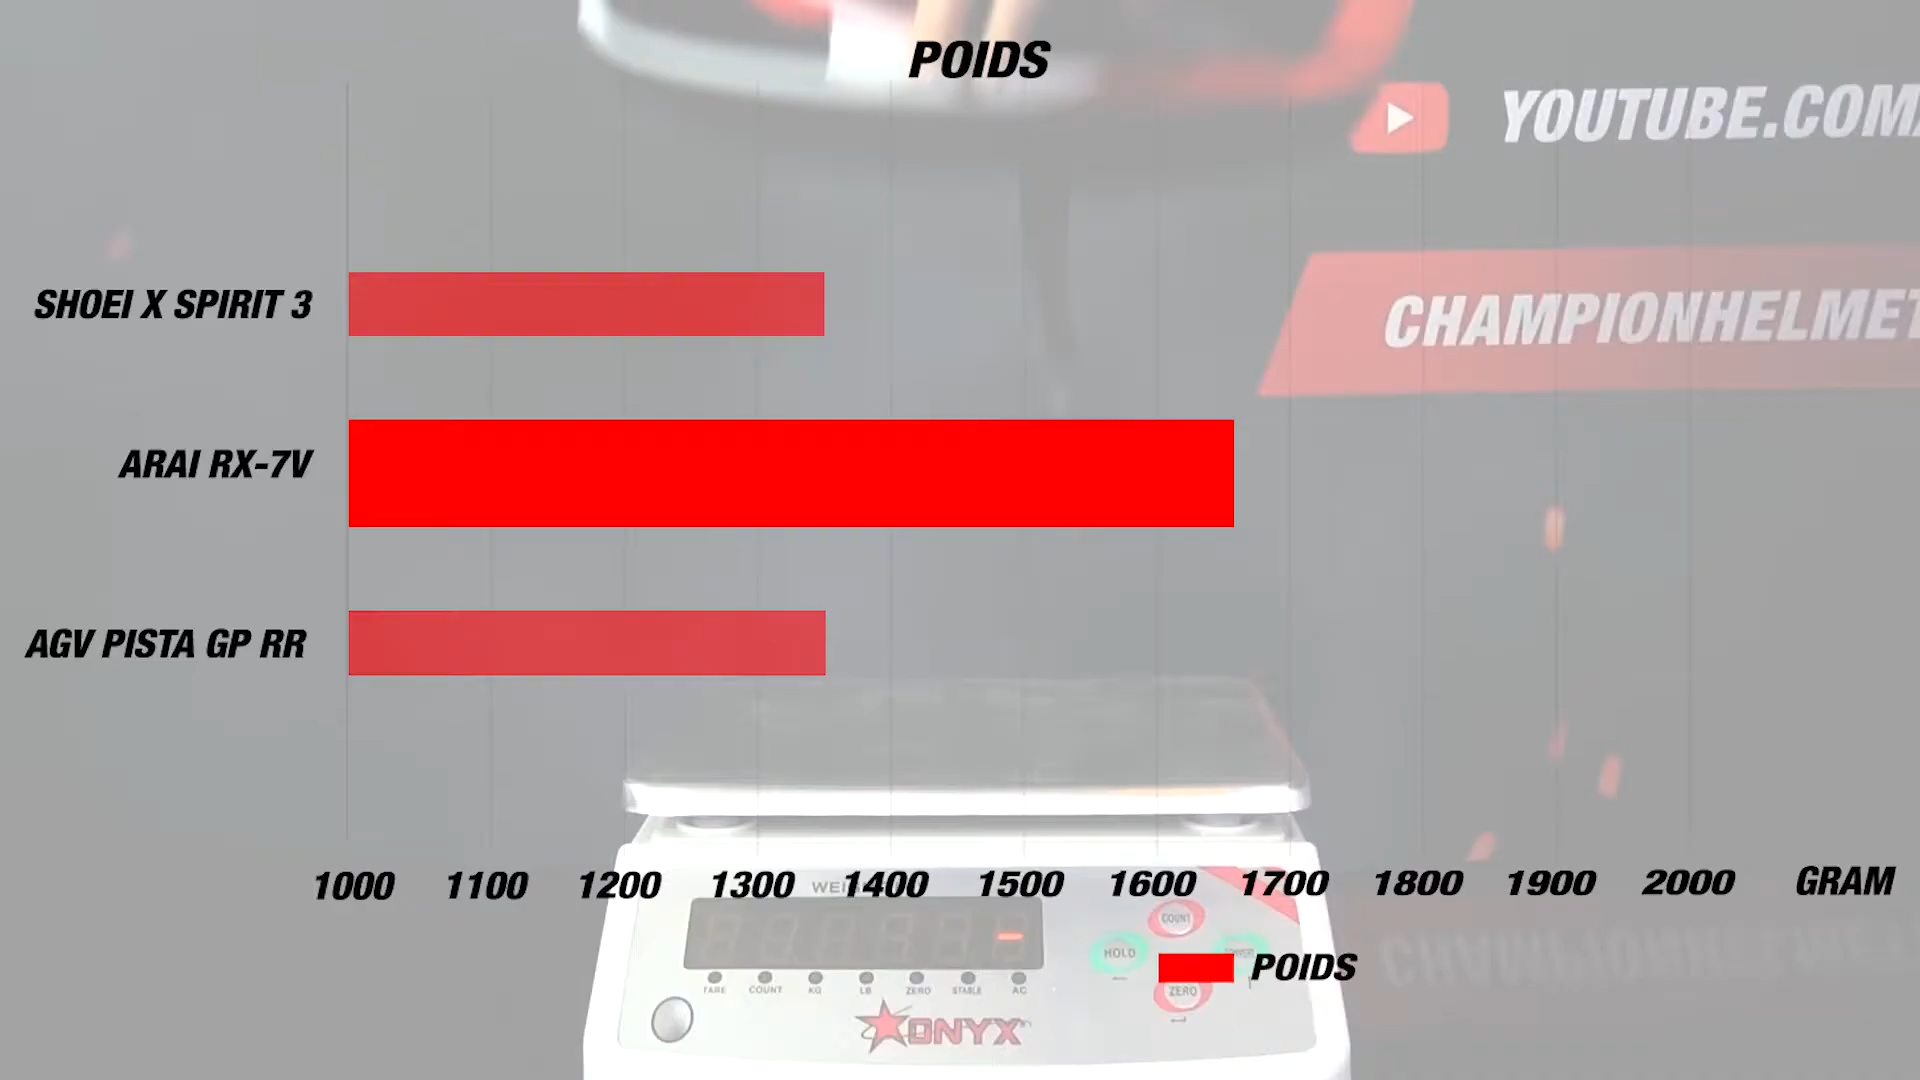 POIDS
YOUTUBE.COM/
SHOEI X SPIRIT 3
CHAMPIONHELMET
ARAI RX-7V
AGV PISTA GP RR
1000 1100 1200 1300 1400 1500 1600 1700 1800 1900 2000 GRAM
COUNT
HOLD
POIDS
TARE COUNT KG LB ZERO STABLE AC
ZERO
ONYX